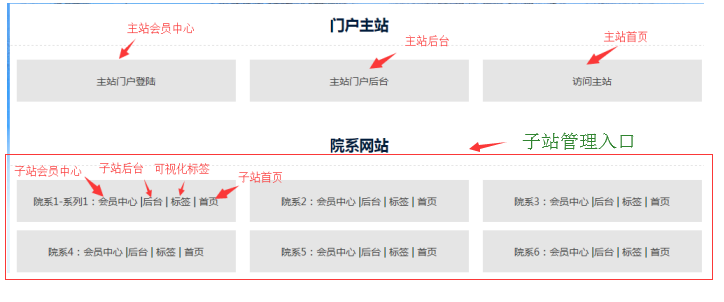 门户主站
主站会员中心
主站后台
主站首页
主站门户登陆
主站门户后台
访问主站
院系网站
子站管理入口
子站会员中心
子站后台
可视化标签
子站首页
院系1-系列1：会员中心 |后台 | 标签 | 首页
院系2：会员中心 |后台 | 标签 | 首页
院系3：会员中心 |后台 | 标签 | 首页
院系4：会员中心 |后台 | 标签 | 首页
院系5：会员中心 |后台 | 标签 | 首页
院系6：会员中心 |后台 | 标签 | 首页